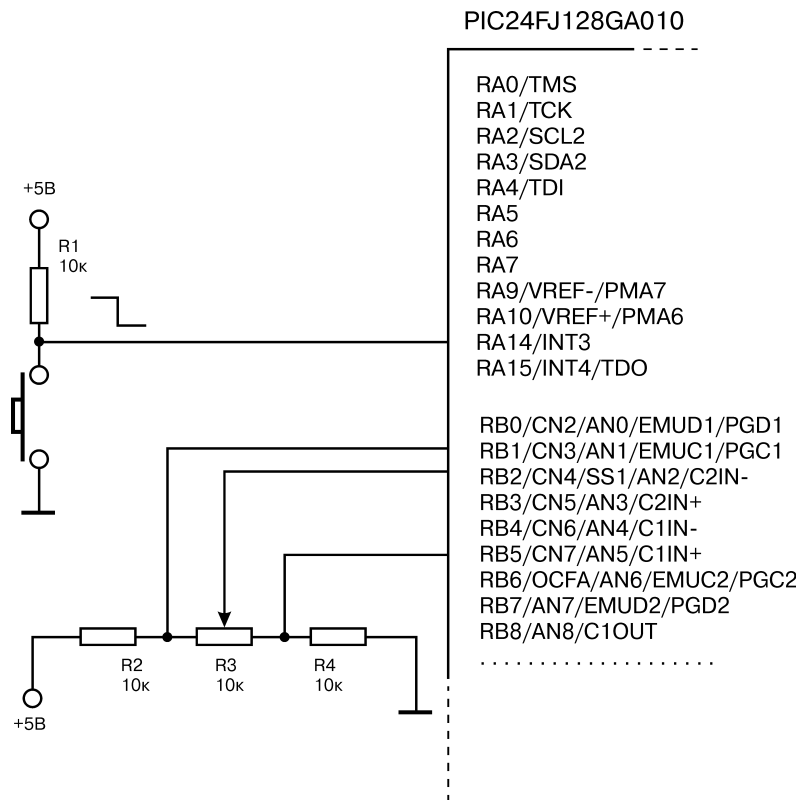 PIC24FJ128GA010
RA0/TMS
RA1/TCK
RA2/SCL2
RA3/SDA2
RA4/TDI
RA5
RA6
RA7
RA9/VREF-/PMA7
RA10/VREF+/PMA6
RA14/INT3
RA15/INT4/TDO
+5В
R1
10к
RB0/CN2/AN0/EMUD1/PGD1
RB1/CN3/AN1/EMUC1/PGC1
RB2/CN4/SS1/AN2/C2IN-
RB3/CN5/AN3/C2IN+
RB4/CN6/AN4/C1IN-
RB5/CN7/AN5/C1IN+
RB6/OCFA/AN6/EMUC2/PGC2
RB7/AN7/EMUD2/PGD2
RB8/AN8/C1OUT
R2
10к
R3
10к
R4
10к
+5В